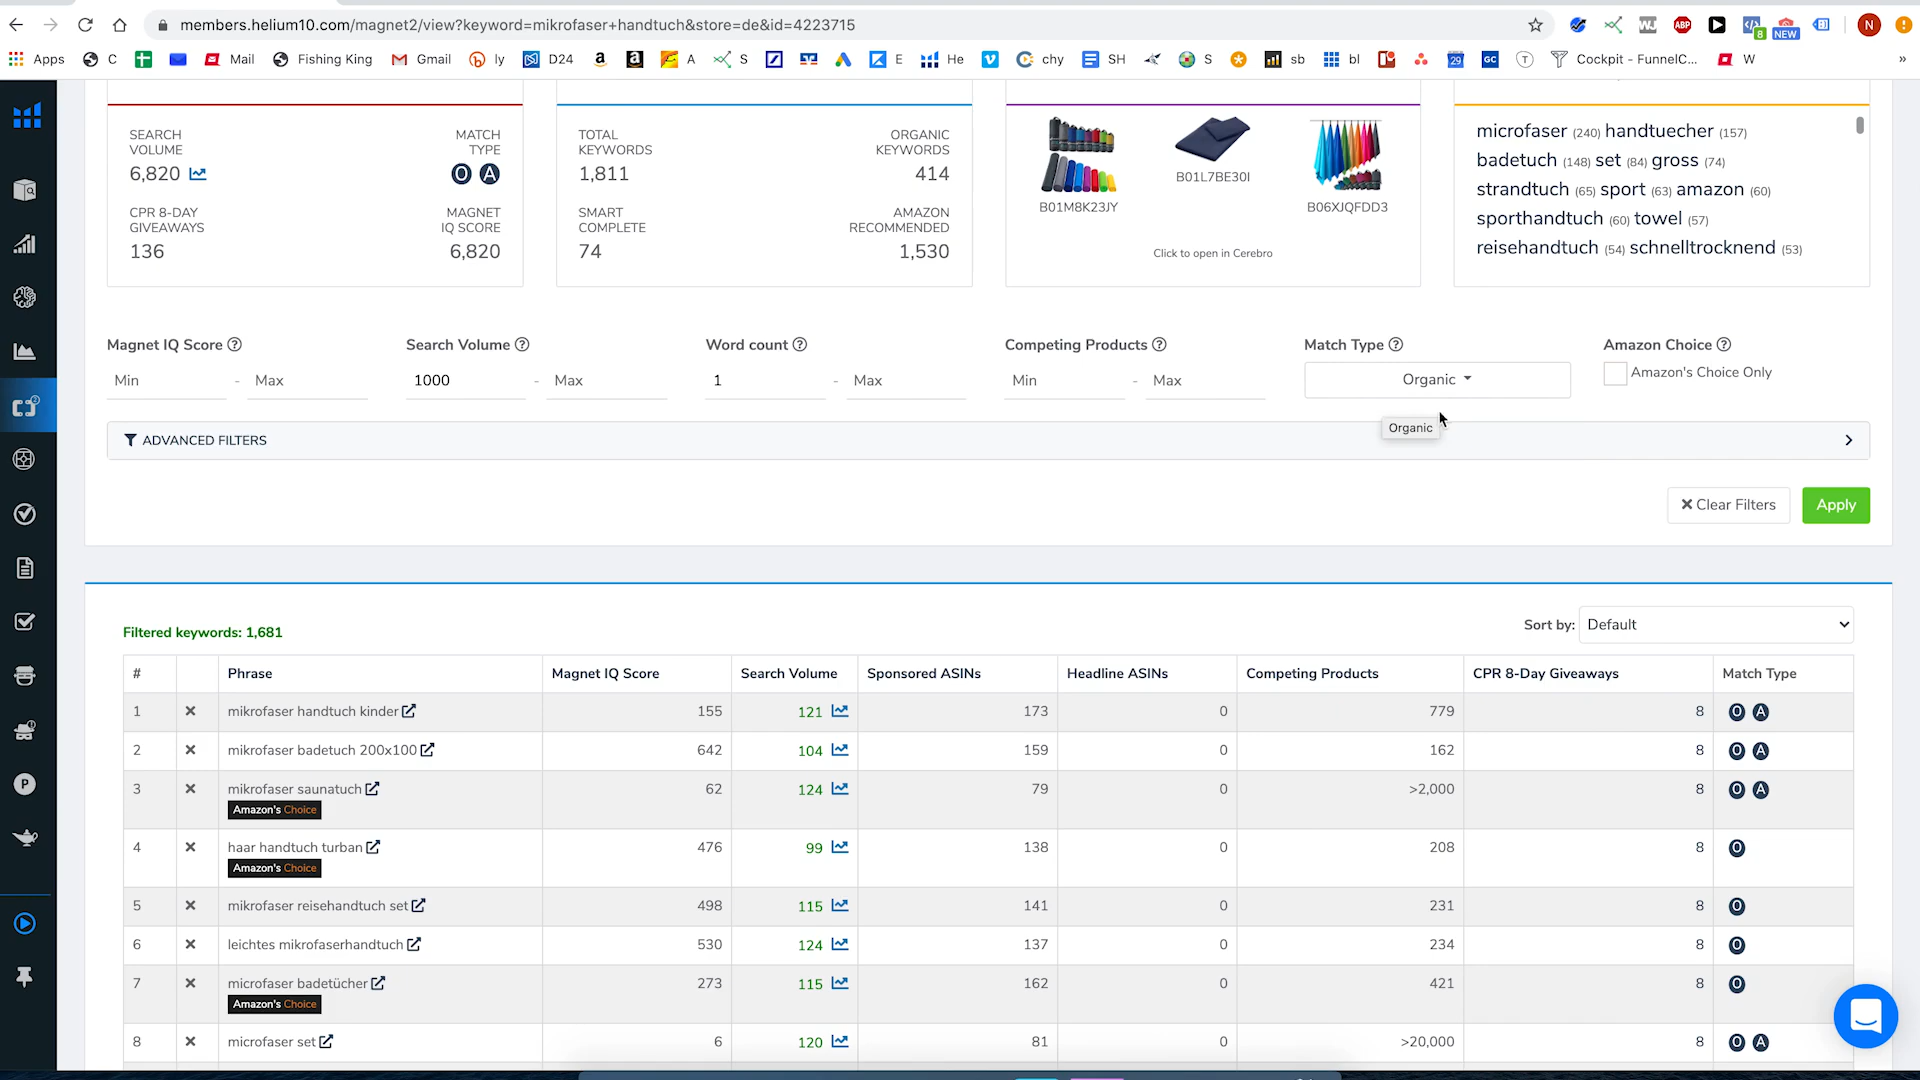 members.helium10.com/magnet2/view?keyword=mikrofaser+handtuch&store=de&id=4223715
ABP
8
NEW
N
Apps
C
Mail
Fishing King
Gmail
ly
D24
A
S
E
He
chy
SH
S
sb
bl
29
GC
T
Cockpit - FunnelC...
W
»
SEARCH VOLUME
6,820
MATCH TYPE
O A
CPR 8-DAY GIVEAWAYS
136
MAGNET IQ SCORE
6,820
TOTAL KEYWORDS
1,811
ORGANIC KEYWORDS
414
SMART COMPLETE
74
AMAZON RECOMMENDED
1,530
B01M8K23JY
B01L7BE30I
B06XJQFDD3
Click to open in Cerebro
microfaser (240) handtuecher (157)
badetuch (148) set (84) gross (74)
strandtuch (65) sport (63) amazon (60)
sporthandtuch (60) towel (57)
reisehandtuch (54) schnelltrocknend (53)
Magnet IQ Score
Search Volume
Word count
Competing Products
Match Type
Amazon Choice
Min - Max
1000 - Max
1 - Max
Min - Max
Organic
Amazon's Choice Only
Organic
ADVANCED FILTERS
Clear Filters
Apply
Filtered keywords: 1,681
Sort by: Default
# Phrase Magnet IQ Score Search Volume Sponsored ASINs Headline ASINs Competing Products CPR 8-Day Giveaways Match Type
1 mikrofaser handtuch kinder 155 121 173 0 779 8 O A
2 mikrofaser badetuch 200x100 642 104 159 0 162 8 O A
3 mikrofaser saunatuch 62 124 79 0 >2,000 8 O A
Amazon's Choice
4 haar handtuch turban 476 99 138 0 208 8 O
Amazon's Choice
5 mikrofaser reisehandtuch set 498 115 141 0 231 8 O
6 leichtes mikrofaserhandtuch 530 124 137 0 234 8 O
7 microfaser badetücher 273 115 162 0 421 8 O
Amazon's Choice
8 microfaser set 6 120 81 0 >20,000 8 O A
P